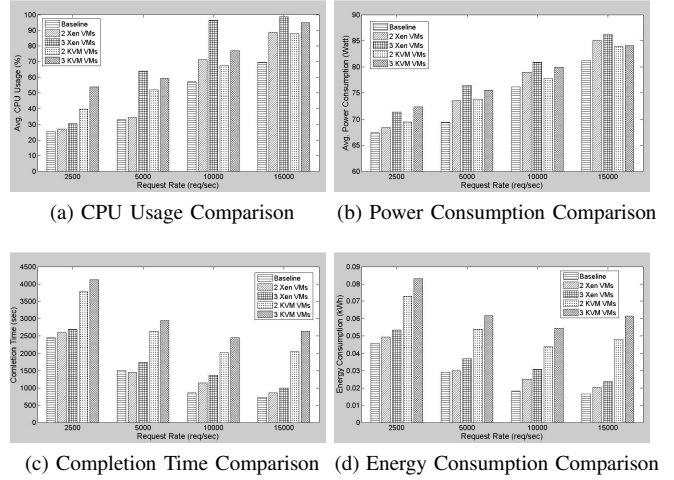 100
90
80
70
60
50
40
30
20
10
0
Avg. CPU Usage (%)
Baseline
2 Xen VMs
3 Xen VMs
2 KVM VMs
3 KVM VMs
2500 5000 10000 15000
Request Rate (req/sec)
(a) CPU Usage Comparison
90
85
80
75
70
65
60
Avg. Power Consumption (Watt)
Baseline
2 Xen VMs
3 Xen VMs
2 KVM VMs
3 KVM VMs
2500 5000 10000 15000
Request Rate (req/sec)
(b) Power Consumption Comparison
4500
4000
3500
3000
2500
2000
1500
1000
500
0
Comletion Time (sec)
Baseline
2 Xen VMs
3 Xen VMs
2 KVM VMs
3 KVM VMs
2500 5000 10000 15000
Request Rate (req/sec)
(c) Completion Time Comparison
0.09
0.08
0.07
0.06
0.05
0.04
0.03
0.02
0.01
0
Energy Consumption (kWh)
Baseline
2 Xen VMs
3 Xen VMs
2 KVM VMs
3 KVM VMs
2500 5000 10000 15000
Request Rate (req/sec)
(d) Energy Consumption Comparison